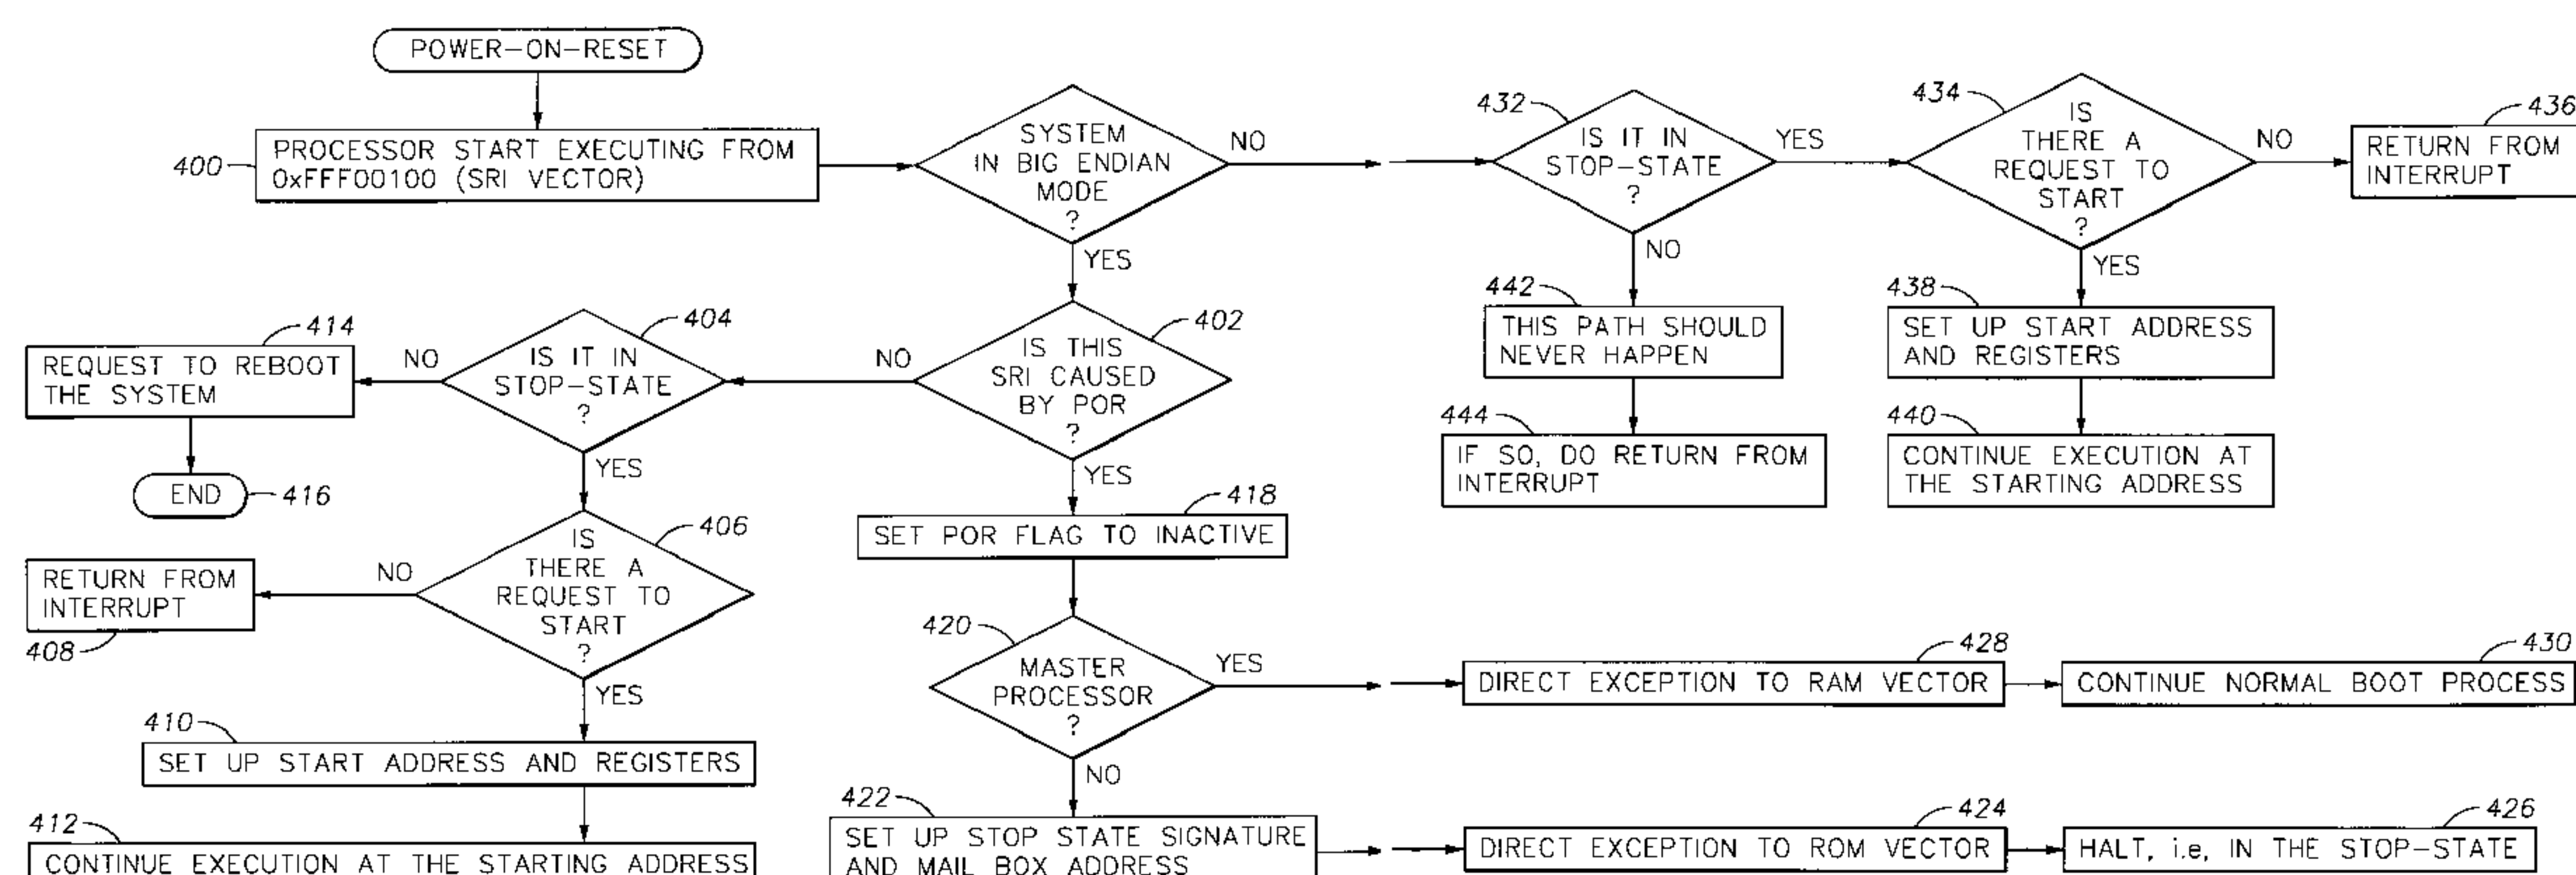 POWER-ON-RESET
400
PROCESSOR START EXECUTING FROM
0xFFF00100 (SRI VECTOR)
SYSTEM
IN BIG ENDIAN
MODE
?
NO
YES
432
IS IT IN
STOP-STATE
?
YES
NO
434
IS
THERE A
REQUEST TO
START
?
NO
YES
436
RETURN FROM
INTERRUPT
442
THIS PATH SHOULD
NEVER HAPPEN
444
IF SO, DO RETURN FROM
INTERRUPT
438
SET UP START ADDRESS
AND REGISTERS
440
CONTINUE EXECUTION AT
THE STARTING ADDRESS
402
IS THIS
SRI CAUSED
BY POR
?
NO
YES
404
IS IT IN
STOP-STATE
?
NO
YES
414
REQUEST TO REBOOT
THE SYSTEM
END
416
406
IS
THERE A
REQUEST TO
START
?
NO
YES
RETURN FROM
INTERRUPT
408
410
SET UP START ADDRESS AND REGISTERS
412
CONTINUE EXECUTION AT THE STARTING ADDRESS
418
SET POR FLAG TO INACTIVE
420
MASTER
PROCESSOR
?
YES
NO
428
DIRECT EXCEPTION TO RAM VECTOR
430
CONTINUE NORMAL BOOT PROCESS
422
SET UP STOP STATE SIGNATURE
AND MAIL BOX ADDRESS
424
DIRECT EXCEPTION TO ROM VECTOR
426
HALT, i.e, IN THE STOP-STATE